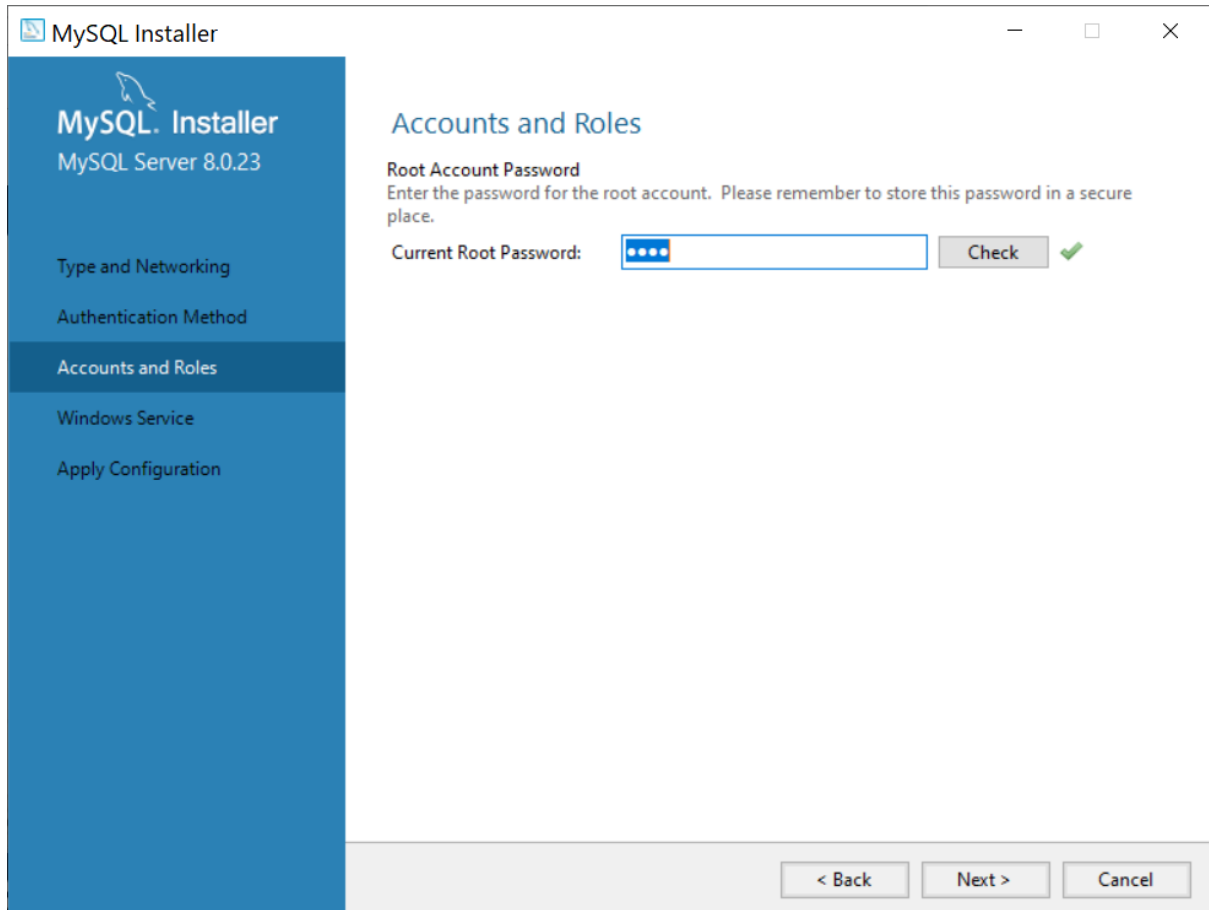 MySQL Installer
MySQL. Installer
MySQL Server 8.0.23
Type and Networking
Authentication Method
Accounts and Roles
Windows Service
Apply Configuration
Accounts and Roles
Root Account Password
Enter the password for the root account. Please remember to store this password in a secure
place.
Current Root Password: •••• Check
< Back Next > Cancel